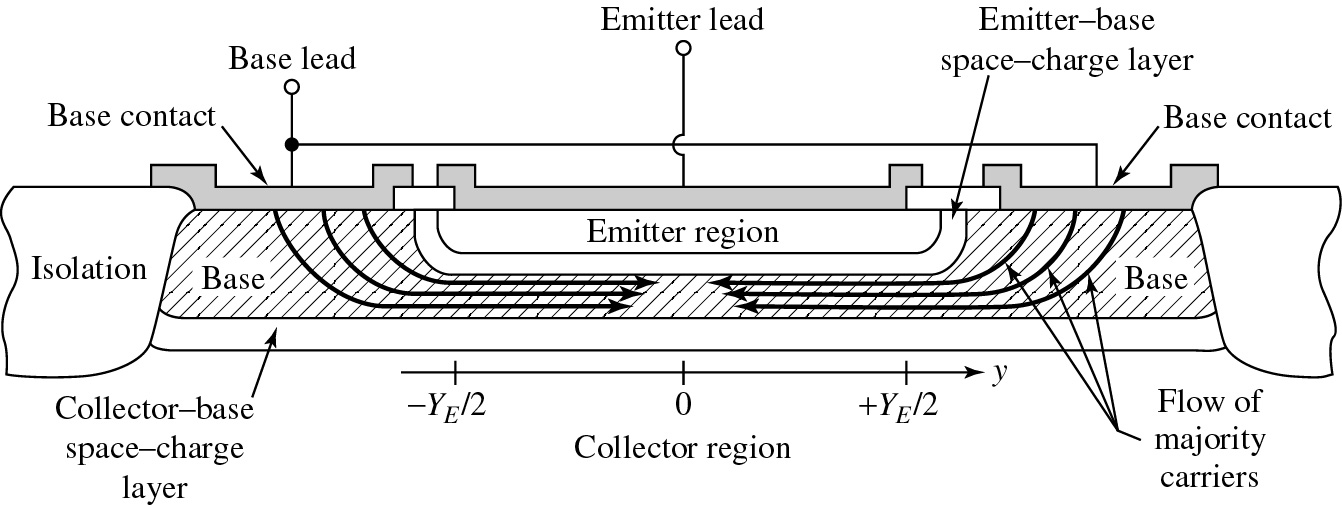 Emitter lead
Emitter–base
space–charge layer
Base lead
Base contact
Base contact
Emitter region
Isolation
Base
Base
y
−Y_E/2
0
+Y_E/2
Collector–base
space–charge
layer
Collector region
Flow of
majority
carriers